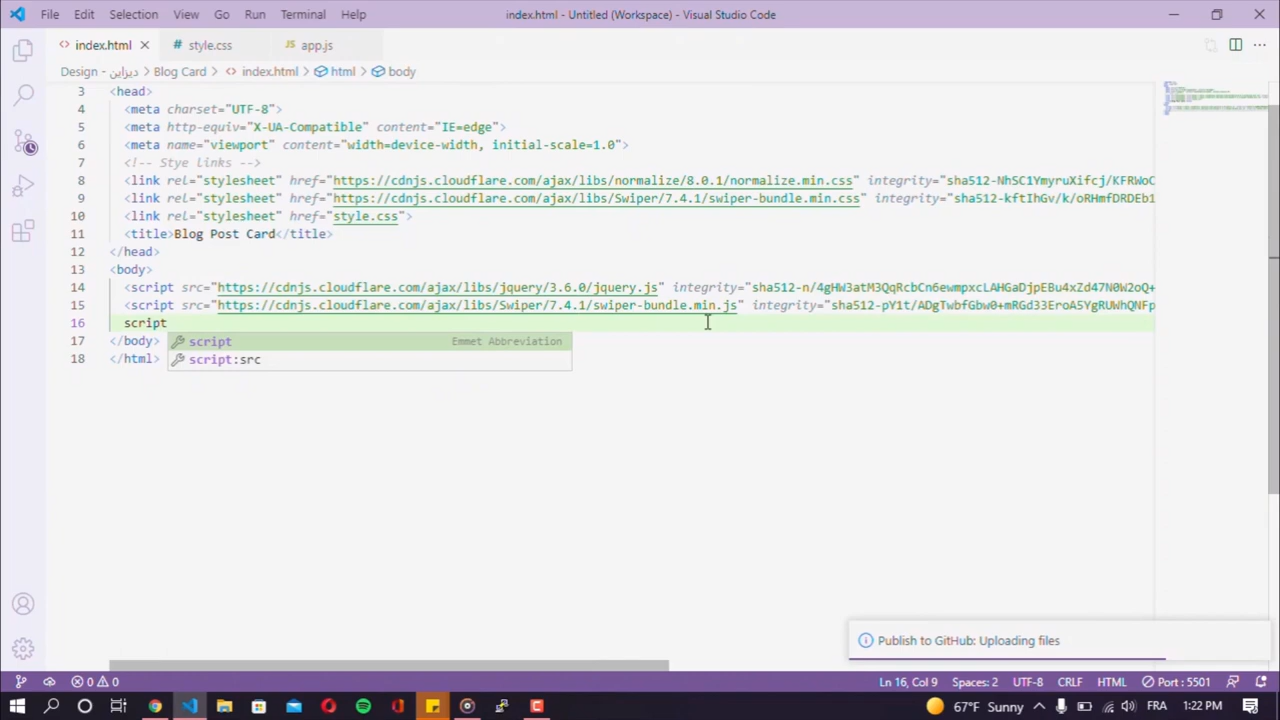 File Edit Selection View Go Run Terminal Help index.html - Untitled (Workspace) - Visual Studio Code
index.html style.css JS app.js
Design - ديزاين > Blog Card > index.html > html > body
3 <head>
4 <meta charset="UTF-8">
5 <meta http-equiv="X-UA-Compatible" content="IE=edge">
6 <meta name="viewport" content="width=device-width, initial-scale=1.0">
7 <!-- Stye links -->
8 <link rel="stylesheet" href="https://cdnjs.cloudflare.com/ajax/libs/normalize/8.0.1/normalize.min.css" integrity="sha512-NhSC1YmyruXifcj/KFRWoC
9 <link rel="stylesheet" href="https://cdnjs.cloudflare.com/ajax/libs/Swiper/7.4.1/swiper-bundle.min.css" integrity="sha512-kftIhGv/k/oRHmfDRDEb1
10 <link rel="stylesheet" href="style.css">
11 <title>Blog Post Card</title>
12 </head>
13 <body>
14 <script src="https://cdnjs.cloudflare.com/ajax/libs/jquery/3.6.0/jquery.js" integrity="sha512-n/4gHW3atM3QqRcbCn6ewmpxcLAHGaDjpEBu4xZd47N0W2oQ+
15 <script src="https://cdnjs.cloudflare.com/ajax/libs/Swiper/7.4.1/swiper-bundle.min.js" integrity="sha512-pY1t/ADgTwbfGbw0+mRGd33EroA5YgRUWhQNFp
16 script
17 </body>
script Emmet Abbreviation
18 </html>
script:src
Publish to GitHub: Uploading files
0 0 Ln 16, Col 9 Spaces: 2 UTF-8 CRLF HTML Port : 5501
67°F Sunny FRA 1:22 PM